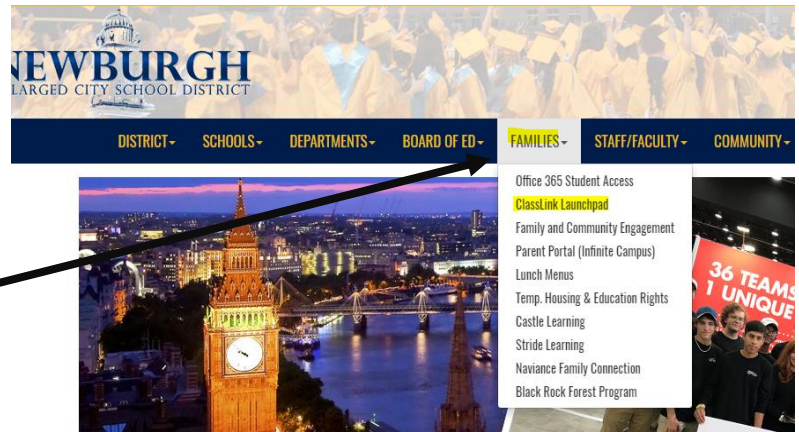 NEWBURGH
LARGED CITY SCHOOL DISTRICT
DISTRICT SCHOOLS DEPARTMENTS BOARD OF ED FAMILIES STAFF/FACULTY COMMUNITY
Office 365 Student Access
ClassLink Launchpad
Family and Community Engagement
Parent Portal (Infinite Campus)
Lunch Menus
Temp. Housing & Education Rights
Castle Learning
Stride Learning
Naviance Family Connection
Black Rock Forest Program
36 TEAMS
1 UNIQUE